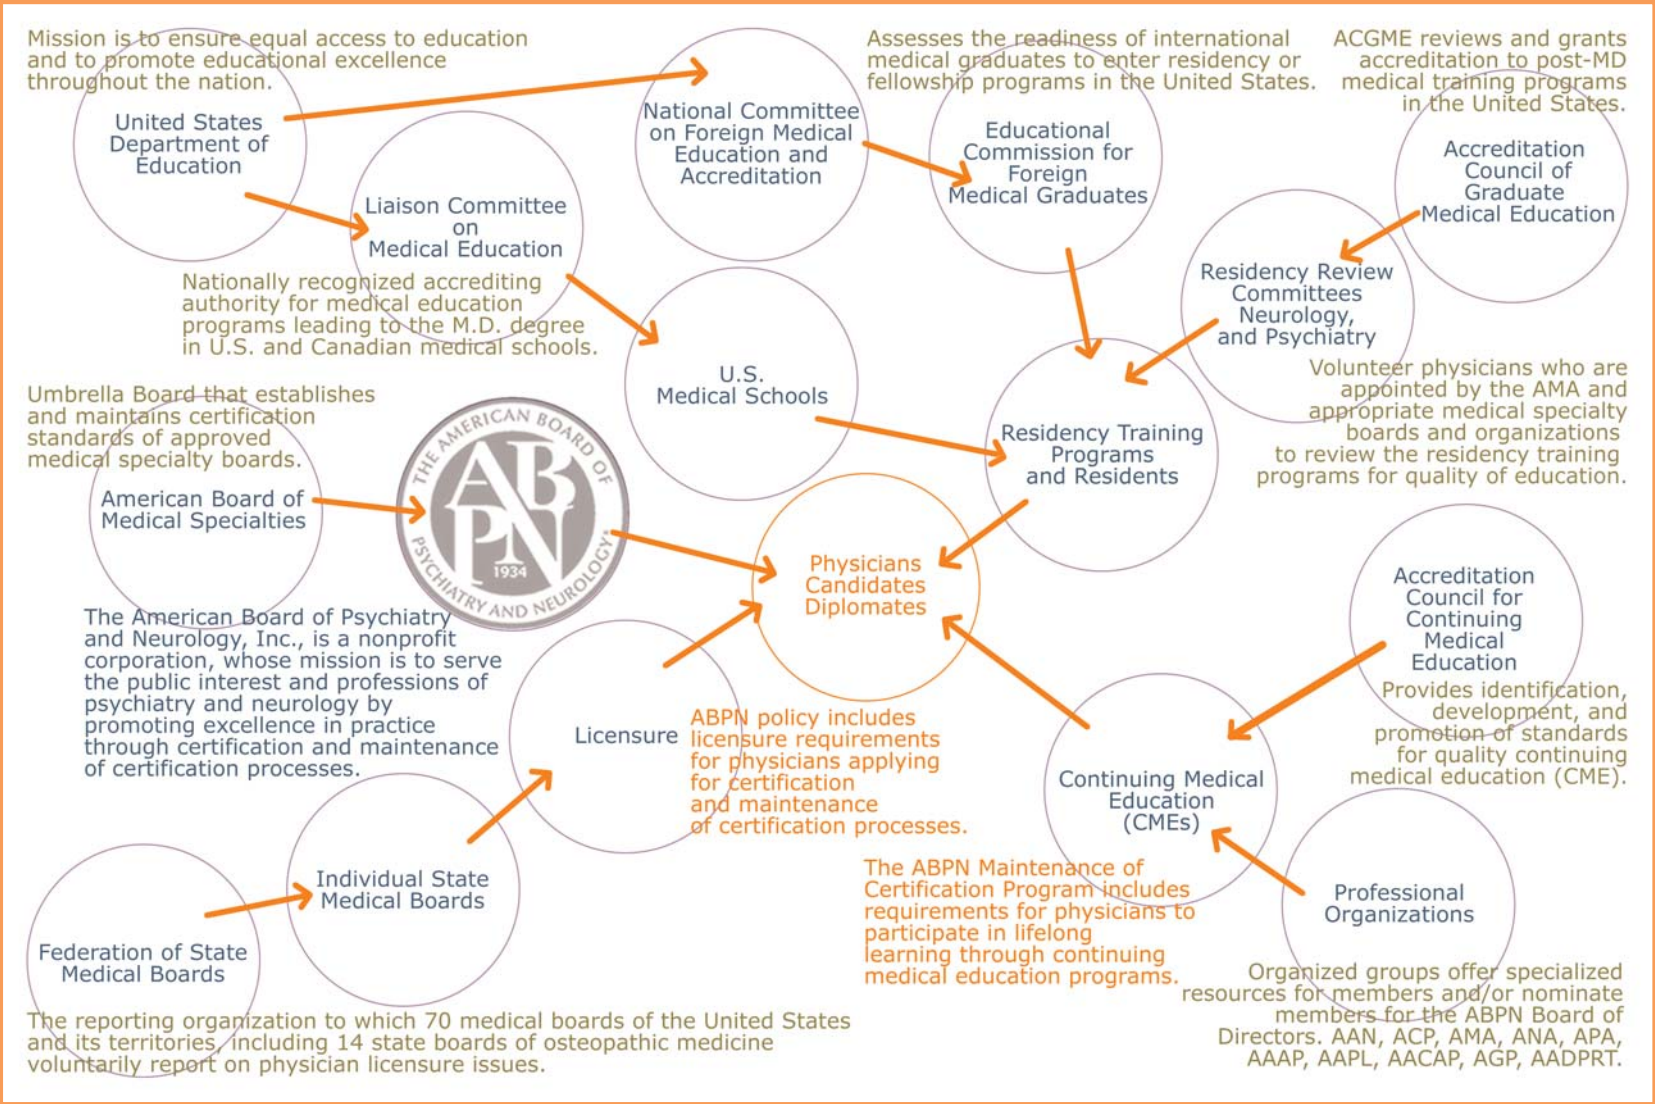 Mission is to ensure equal access to education
and to promote educational excellence
throughout the nation.
United States
Department of
Education
National Committee
on Foreign Medical
Education and
Accreditation
Assesses the readiness of international
medical graduates to enter residency or
fellowship programs in the United States.
Educational
Commission for
Foreign
Medical Graduates
ACGME reviews and grants
accreditation to post-MD
medical training programs
in the United States.
Accreditation
Council of
Graduate
Medical Education
Liaison Committee
on
Medical Education
Nationally recognized accrediting
authority for medical education
programs leading to the M.D. degree
in U.S. and Canadian medical schools.
Residency Review
Committees
Neurology,
and Psychiatry
Volunteer physicians who are
appointed by the AMA and
appropriate medical specialty
boards and organizations
to review the residency training
programs for quality of education.
U.S.
Medical Schools
Umbrella Board that establishes
and maintains certification
standards of approved
medical specialty boards.
American Board of
Medical Specialties
THE AMERICAN BOARD OF
ABPN
1934
PSYCHIATRY AND NEUROLOGY
Residency Training
Programs
and Residents
Physicians
Candidates
Diplomates
Accreditation
Council for
Continuing
Medical
Education
Provides identification,
development, and
promotion of standards
for quality continuing
medical education (CME).
The American Board of Psychiatry
and Neurology, Inc., is a nonprofit
corporation, whose mission is to serve
the public interest and professions of
psychiatry and neurology by
promoting excellence in practice
through certification and maintenance
of certification processes.
Licensure
ABPN policy includes
licensure requirements
for physicians applying
for certification
and maintenance
of certification processes.
Continuing Medical
Education
(CMEs)
The ABPN Maintenance of
Certification Program includes
requirements for physicians to
participate in lifelong
learning through continuing
medical education programs.
Individual State
Medical Boards
Federation of State
Medical Boards
The reporting organization to which 70 medical boards of the United States
and its territories, including 14 state boards of osteopathic medicine
voluntarily report on physician licensure issues.
Professional
Organizations
Organized groups offer specialized
resources for members and/or nominate
members for the ABPN Board of
Directors. AAN, ACP, AMA, ANA, APA,
AAAP, AAPL, AACAP, AGP, AADPRT.